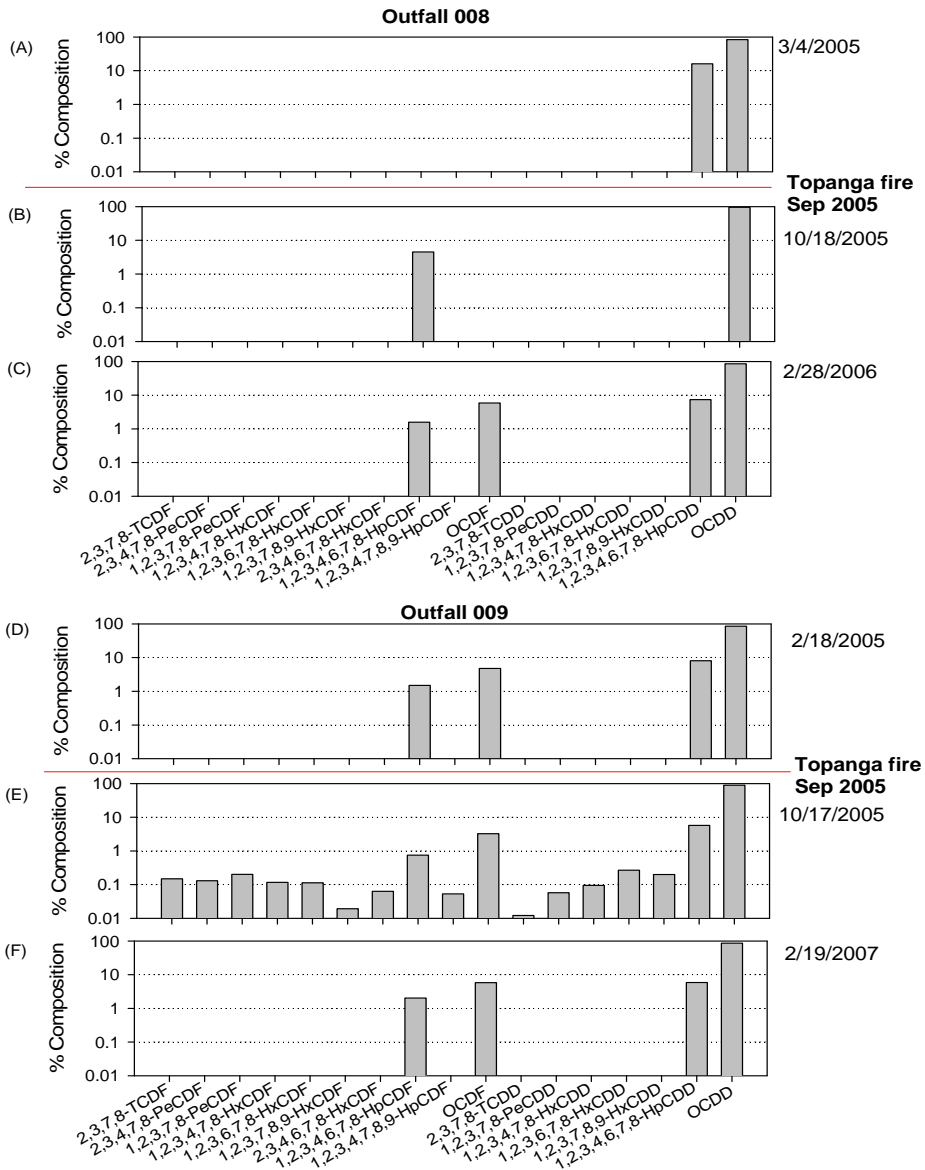 Outfall 008
(A)
% Composition
100
10
1
0.1
0.01
3/4/2005
Topanga fire
Sep 2005
(B)
% Composition
100
10
1
0.1
0.01
10/18/2005
(C)
% Composition
100
10
1
0.1
0.01
2/28/2006
2,3,7,8-TCDF
2,3,4,7,8-PeCDF
1,2,3,7,8-PeCDF
1,2,3,4,7,8-HxCDF
1,2,3,6,7,8-HxCDF
1,2,3,7,8,9-HxCDF
2,3,4,6,7,8-HxCDF
1,2,3,4,6,7,8-HpCDF
1,2,3,4,7,8,9-HpCDF
OCDF
2,3,7,8-TCDD
1,2,3,7,8-PeCDD
1,2,3,4,7,8-HxCDD
1,2,3,6,7,8-HxCDD
1,2,3,7,8,9-HxCDD
1,2,3,4,6,7,8-HpCDD
OCDD
Outfall 009
(D)
% Composition
100
10
1
0.1
0.01
2/18/2005
Topanga fire
Sep 2005
(E)
% Composition
100
10
1
0.1
0.01
10/17/2005
(F)
% Composition
100
10
1
0.1
0.01
2/19/2007
2,3,7,8-TCDF
2,3,4,7,8-PeCDF
1,2,3,7,8-PeCDF
1,2,3,4,7,8-HxCDF
1,2,3,6,7,8-HxCDF
1,2,3,7,8,9-HxCDF
2,3,4,6,7,8-HxCDF
1,2,3,4,6,7,8-HpCDF
1,2,3,4,7,8,9-HpCDF
OCDF
2,3,7,8-TCDD
1,2,3,7,8-PeCDD
1,2,3,4,7,8-HxCDD
1,2,3,6,7,8-HxCDD
1,2,3,7,8,9-HxCDD
1,2,3,4,6,7,8-HpCDD
OCDD